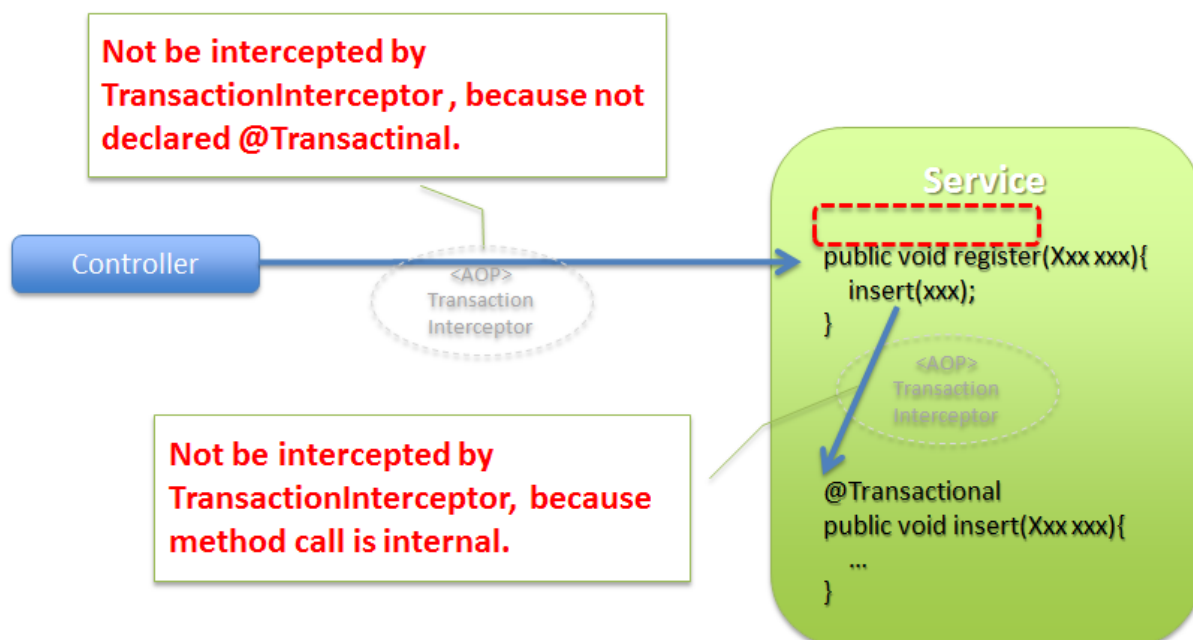 Not be intercepted by
TransactionInterceptor , because not
declared @Transactinal.
Service
Controller
public void register(Xxx xxx){
insert(xxx);
}
<AOP>
Transaction
Interceptor
<AOP>
Transaction
Interceptor
Not be intercepted by
TransactionInterceptor, because
method call is internal.
@Transactional
public void insert(Xxx xxx){
...
}